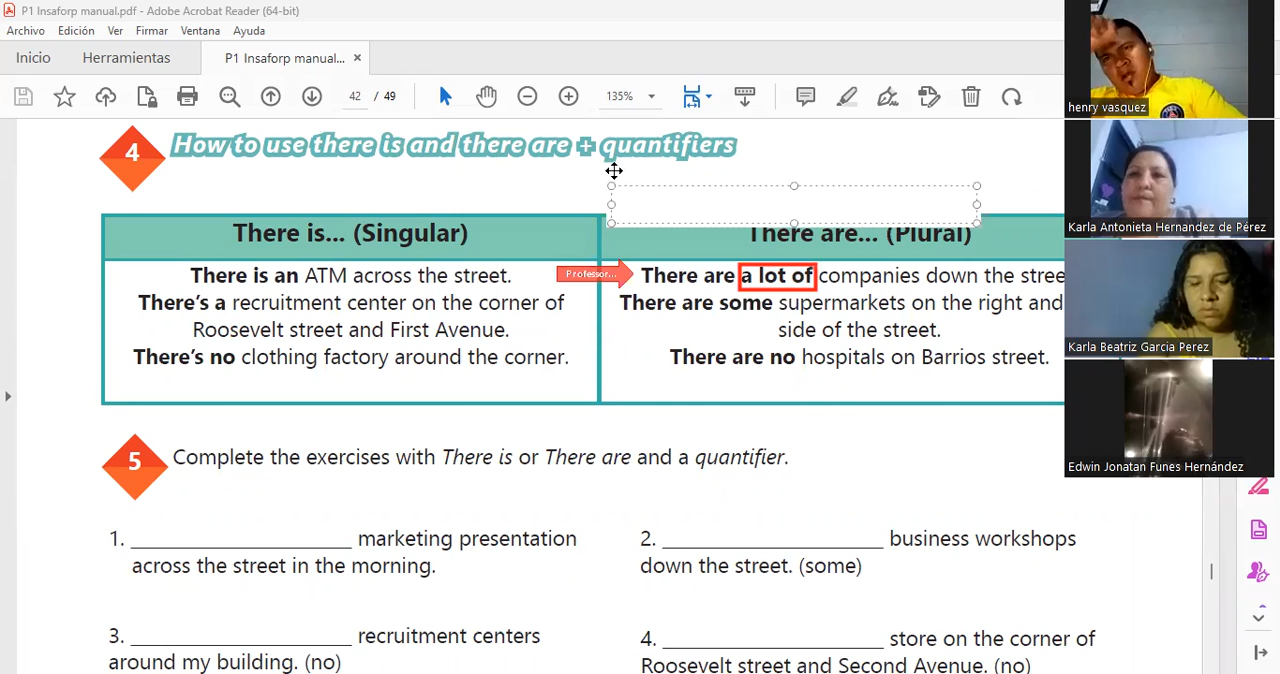 P1 Insaforp manual.pdf - Adobe Acrobat Reader (64-bit)
Archivo Edición Ver Firmar Ventana Ayuda
Inicio Herramientas P1 Insaforp manual... ×
42 / 49 135%
4 How to use there is and there are + quantifiers
There is... (Singular)
There are... (Plural)
There is an ATM across the street.
There's a recruitment center on the corner of
Roosevelt street and First Avenue.
There's no clothing factory around the corner.
Professor...
There are a lot of companies down the stree
There are some supermarkets on the right and
side of the street.
There are no hospitals on Barrios street.
5 Complete the exercises with There is or There are and a quantifier.
1. ____________________ marketing presentation
across the street in the morning.
2. ____________________ business workshops
down the street. (some)
3. ____________________ recruitment centers
around my building. (no)
4. ____________________ store on the corner of
Roosevelt street and Second Avenue. (no)
henry vasquez
Karla Antonieta Hernandez de Pérez
Karla Beatriz Garcia Perez
Edwin Jonatan Funes Hernández